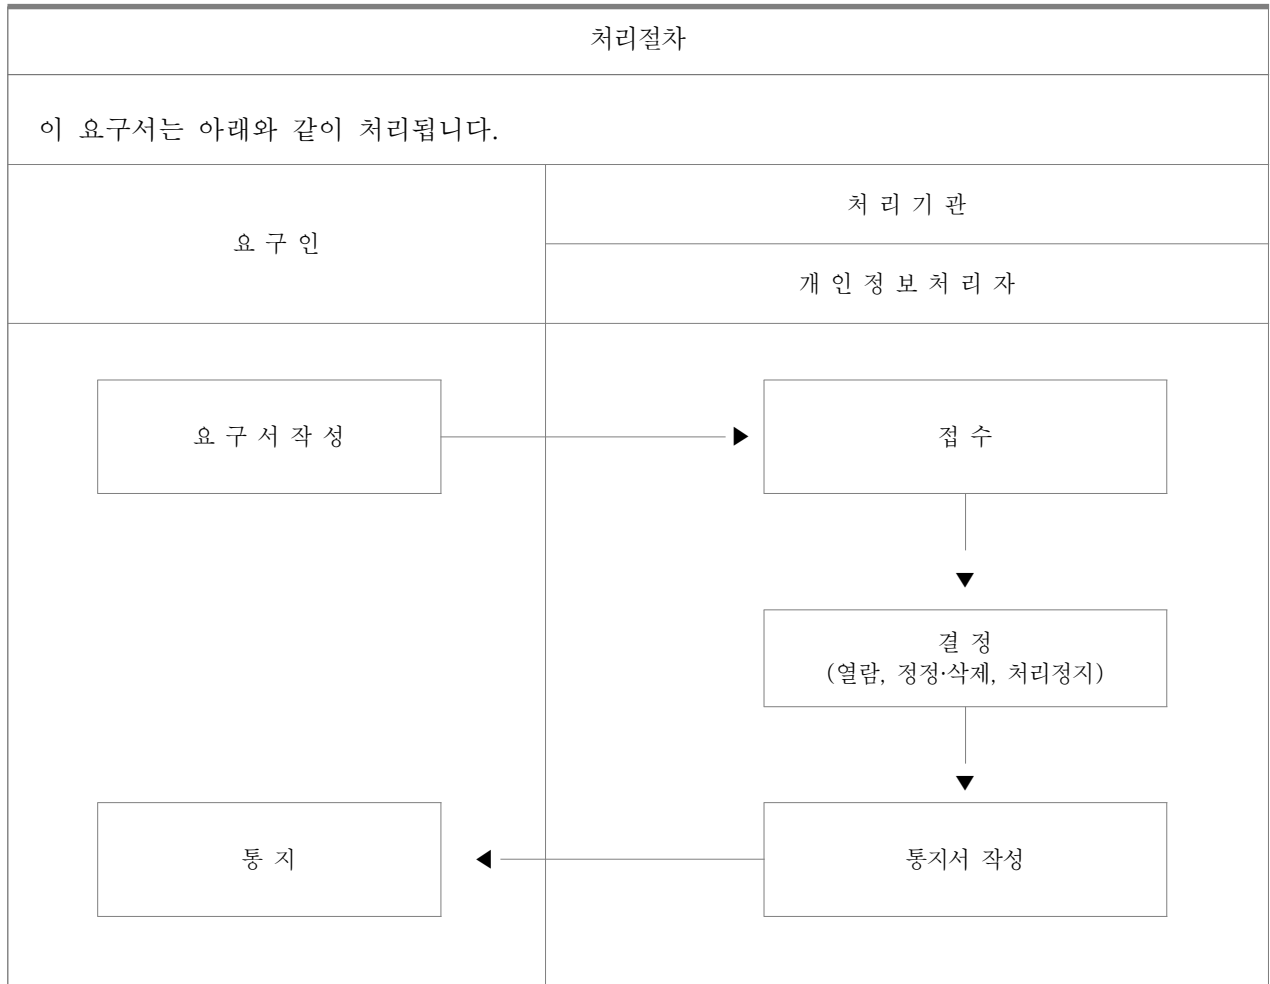 처리절차
이 요구서는 아래와 같이 처리됩니다.
요 구 인
처 리 기 관
개 인 정 보 처 리 자
요 구 서 작 성
접 수
결 정
(열람, 정정·삭제, 처리정지)
통 지
통지서 작성